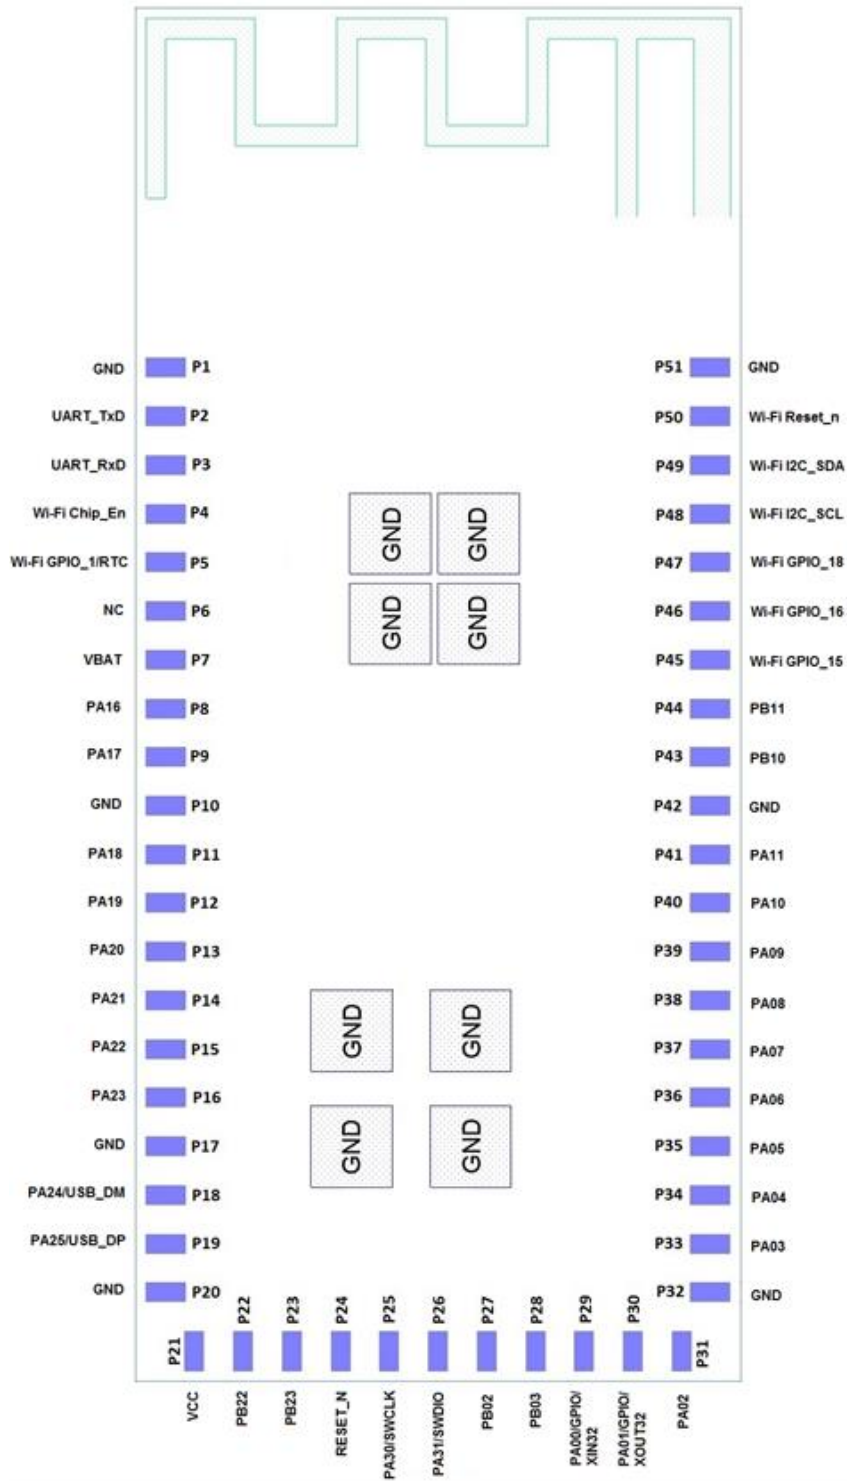 GND P1 P51 GND
UART_TxD P2 P50 Wi-Fi Reset_n
UART_RxD P3 P49 Wi-Fi I2C_SDA
Wi-Fi Chip_En P4 GND GND P48 Wi-Fi I2C_SCL
Wi-Fi GPIO_1/RTC P5 P47 Wi-Fi GPIO_18
NC P6 GND GND P46 Wi-Fi GPIO_16
VBAT P7 P45 Wi-Fi GPIO_15
PA16 P8 P44 PB11
PA17 P9 P43 PB10
GND P10 P42 GND
PA18 P11 P41 PA11
PA19 P12 P40 PA10
PA20 P13 P39 PA09
PA21 P14 GND GND P38 PA08
PA22 P15 P37 PA07
PA23 P16 P36 PA06
GND P17 GND GND P35 PA05
PA24/USB_DM P18 P34 PA04
PA25/USB_DP P19 P33 PA03
GND P20 P32 GND
P21 P22 P23 P24 P25 P26 P27 P28 P29 P30 P31
VCC
PB22
PB23
RESET_N
PA30/SWCLK
PA31/SWDIO
PB02
PB03
PA00/GPIO/
XIN32
PA01/GPIO/
XOUT32
PA02